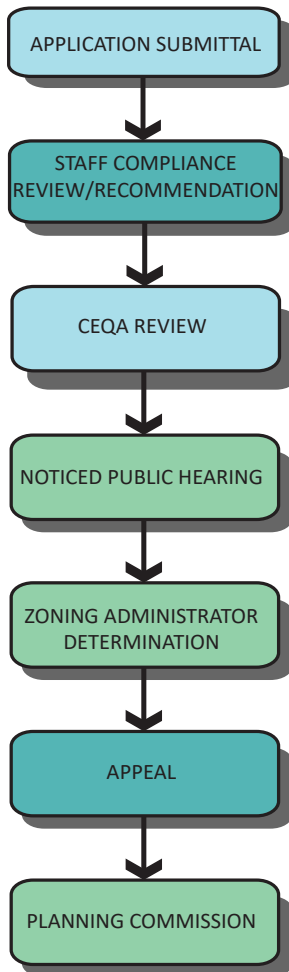 APPLICATION SUBMITTAL
STAFF COMPLIANCE
REVIEW/RECOMMENDATION
CEQA REVIEW
NOTICED PUBLIC HEARING
ZONING ADMINISTRATOR
DETERMINATION
APPEAL
PLANNING COMMISSION